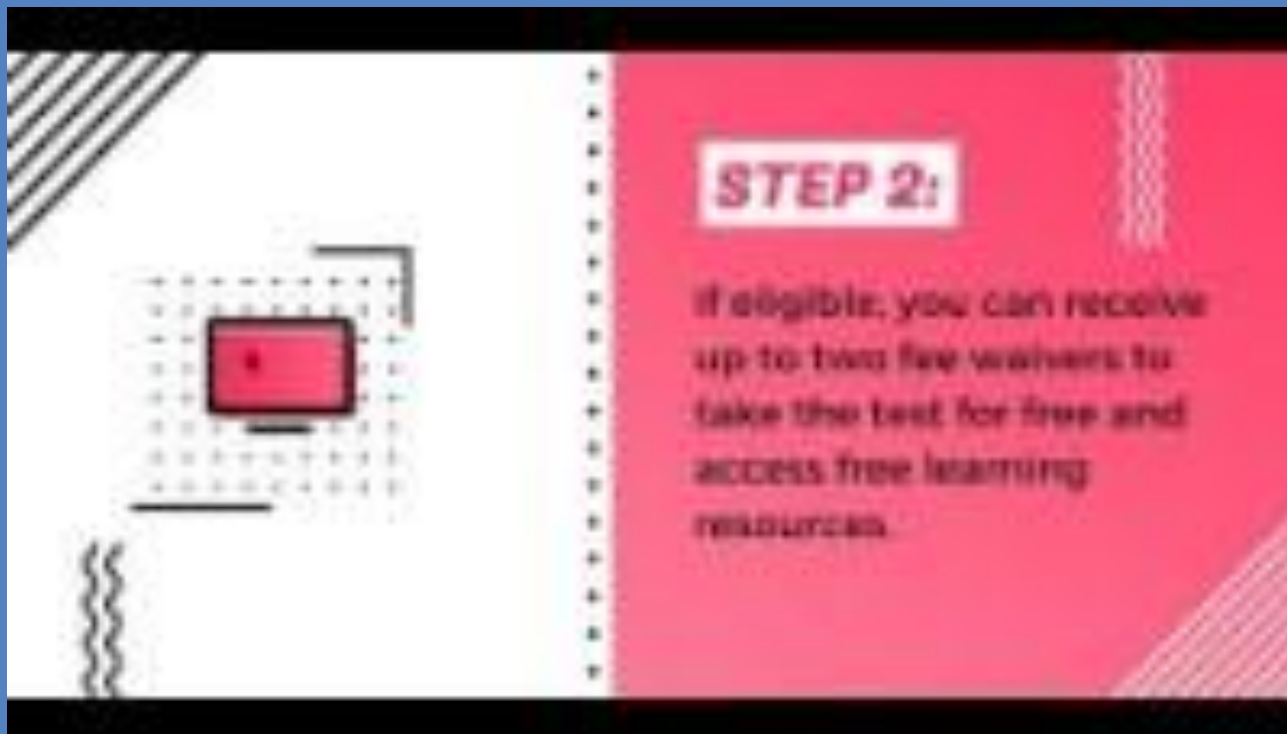 STEP 2:
If eligible, you can receive
up to two fee waivers to
take the test for free and
access free learning
resources.